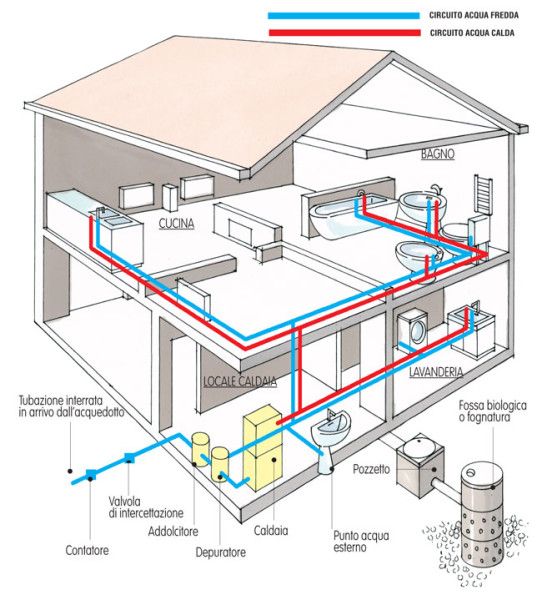 CIRCUITO ACQUA FREDDA
CIRCUITO ACQUA CALDA
BAGNO
CUCINA
LOCALE CALDAIA
LAVANDERIA
Tubazione interrata
in arrivo dall'acquedotto
Fossa biologica
o fognatura
Pozzetto
Valvola
di intercettazione
Addolcitore
Caldaia
Punto acqua
esterno
Contatore
Depuratore